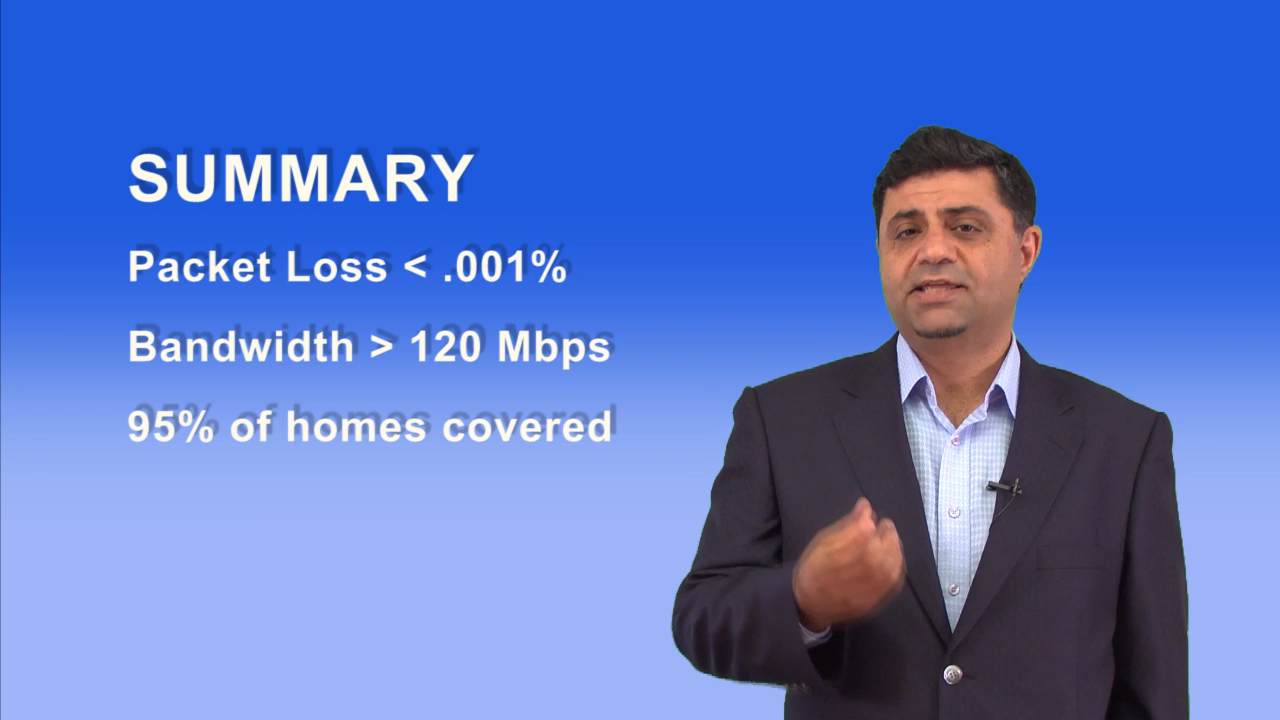 SUMMARY
Packet Loss < .001%
Bandwidth > 120 Mbps
95% of homes covered